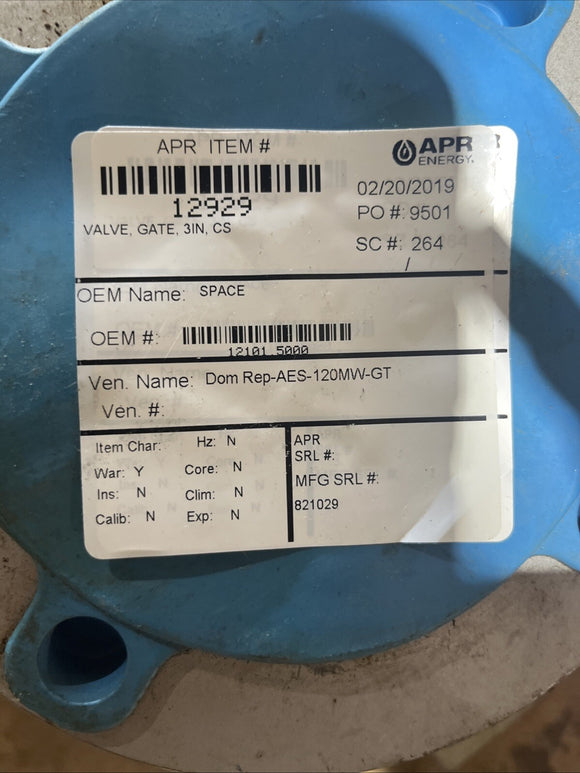 APR ITEM #
APR
ENERGY.
12929
02/20/2019
VALVE, GATE, 3IN, CS
PO #: 9501
SC #: 264
/
OEM Name: SPACE
OEM #:
12101.5000
Ven. Name: Dom Rep-AES-120MW-GT
Ven. #:
Item Char: Hz: N
War: Y Core: N
Ins: N Clim: N
Calib: N Exp: N
APR
SRL #:
MFG SRL #:
821029